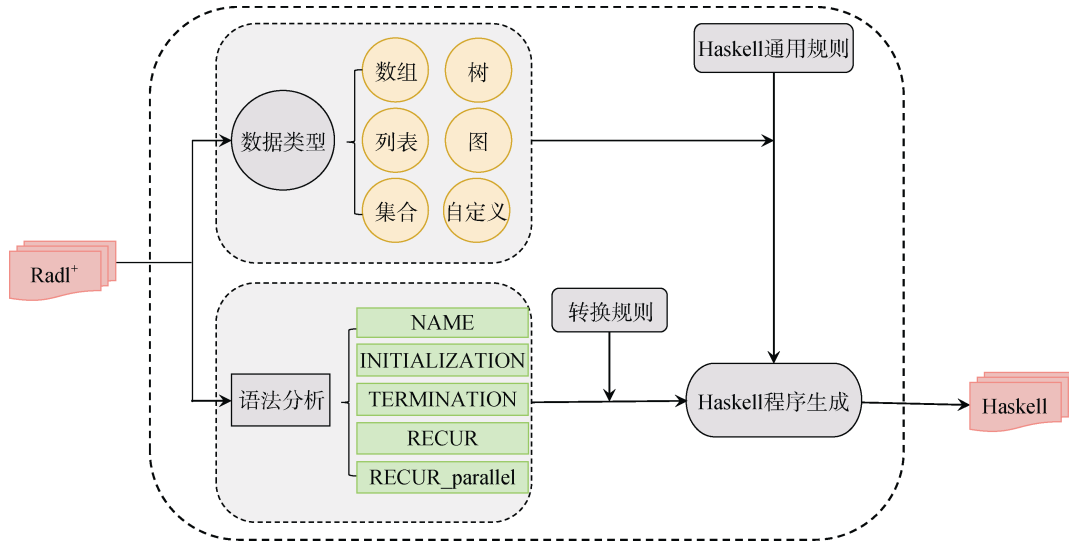 Haskell通用规则
数组
树
数据类型
列表
图
集合
自定义
Radl⁺
转换规则
NAME
INITIALIZATION
语法分析
TERMINATION
RECUR
RECUR_parallel
Haskell程序生成
Haskell